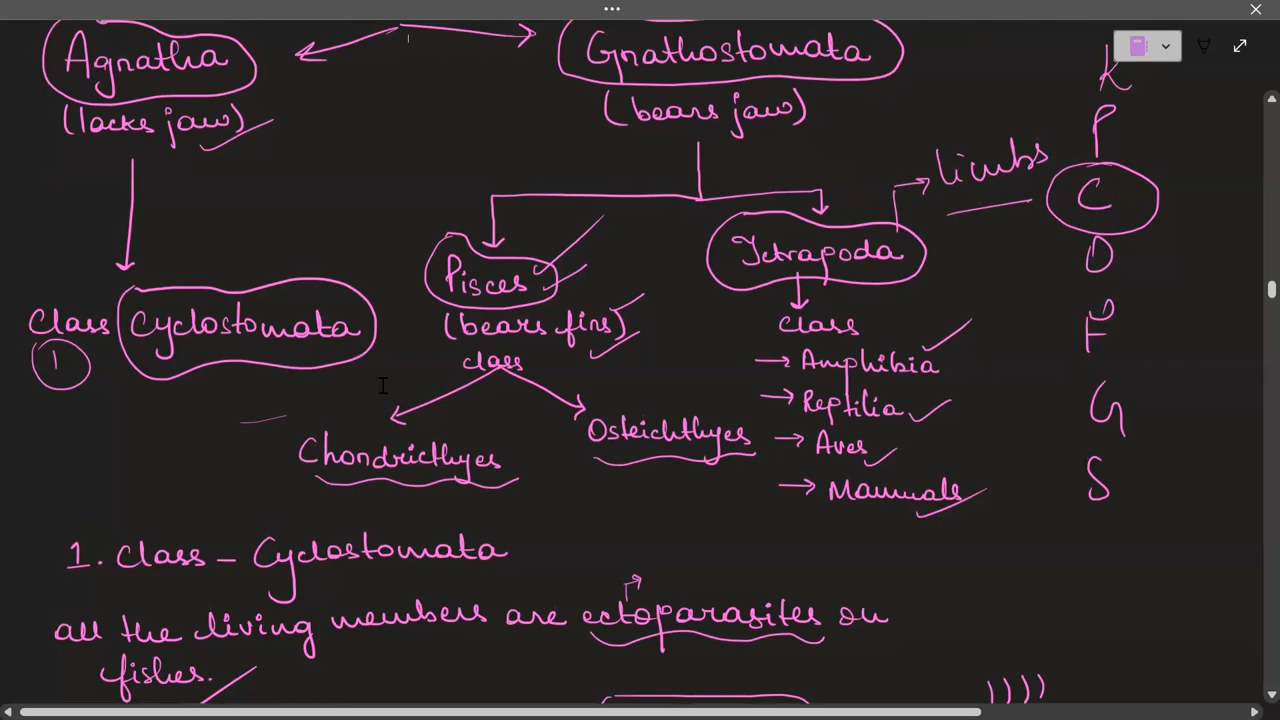 Agnatha
Gnathostomata
(lacks jaw)
(bears jaw)
limbs
K
P
C
O
F
G
S
Pisces
Tetrapoda
(bears fins)
class
Class Cyclostomata
1
class
→ Amphibia
→ Reptilia
→ Aves
→ Mammals
Chondricthyes
Osteichthyes
1. Class - Cyclostomata
all the living members are ectoparasites on
fishes.